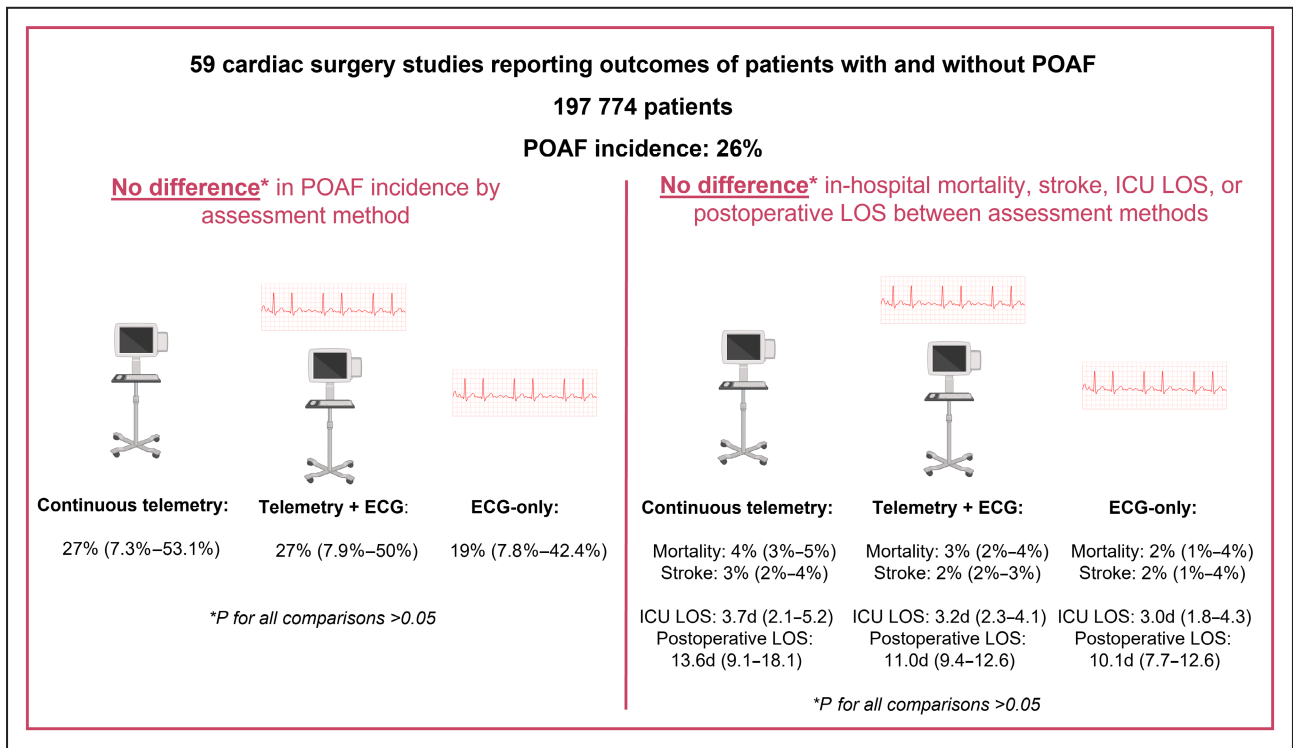 59 cardiac surgery studies reporting outcomes of patients with and without POAF
197 774 patients
POAF incidence: 26%
No difference* in POAF incidence by
assessment method
Continuous telemetry:
27% (7.3%–53.1%)
Telemetry + ECG:
27% (7.9%–50%)
ECG-only:
19% (7.8%–42.4%)
*P for all comparisons >0.05
No difference* in-hospital mortality, stroke, ICU LOS, or
postoperative LOS between assessment methods
Continuous telemetry:
Mortality: 4% (3%–5%)
Stroke: 3% (2%–4%)
ICU LOS: 3.7d (2.1–5.2)
Postoperative LOS:
13.6d (9.1–18.1)
Telemetry + ECG:
Mortality: 3% (2%–4%)
Stroke: 2% (2%–3%)
ICU LOS: 3.2d (2.3–4.1)
Postoperative LOS:
11.0d (9.4–12.6)
ECG-only:
Mortality: 2% (1%–4%)
Stroke: 2% (1%–4%)
ICU LOS: 3.0d (1.8–4.3)
Postoperative LOS:
10.1d (7.7–12.6)
*P for all comparisons >0.05